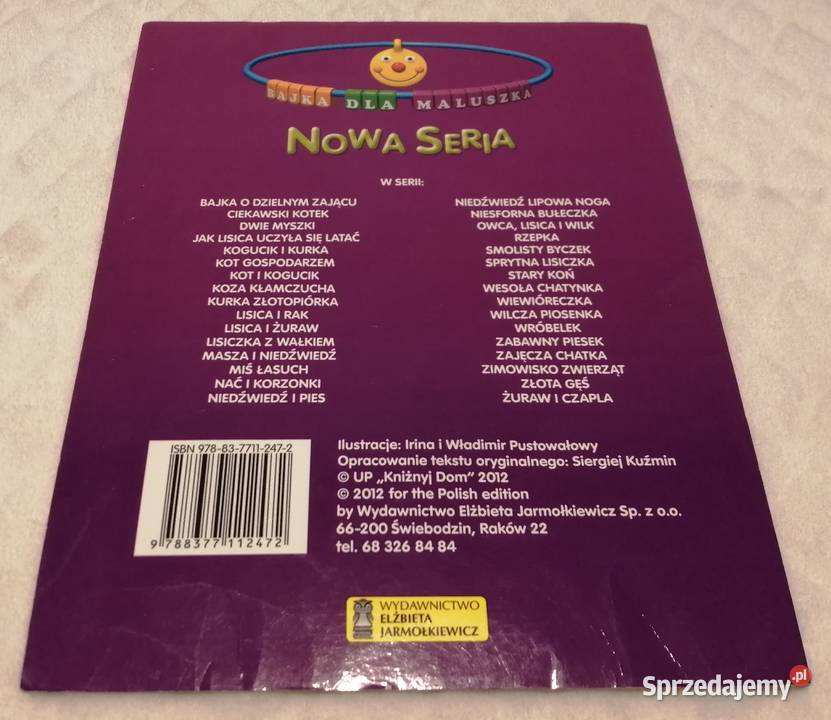 BAJKA DLA MALUSZKA
NOWA SERIA
W SERII:
BAJKA O DZIELNYM ZAJĄCU
CIEKAWSKI KOTEK
DWIE MYSZKI
JAK LISICA UCZYŁA SIĘ LATAĆ
KOGUCIK I KURKA
KOT GOSPODARZEM
KOT I KOGUCIK
KOZA KŁAMCZUCHA
KURKA ZŁOTOPIÓRKA
LISICA I RAK
LISICA I ŻURAW
LISICZKA Z WAŁKIEM
MASZA I NIEDŹWIEDŹ
MIŚ ŁASUCH
NAĆ I KORZONKI
NIEDŹWIEDŹ I PIES
NIEDŹWIEDŹ LIPOWA NOGA
NIESFORNA BUŁECZKA
OWCA, LISICA I WILK
RZEPKA
SMOLISTY BYCZEK
SPRYTNA LISICZKA
STARY KOŃ
WESOŁA CHATYNKA
WIEWIÓRECZKA
WILCZA PIOSENKA
WRÓBELEK
ZABAWNY PIESEK
ZAJĘCZA CHATKA
ZIMOWISKO ZWIERZĄT
ZŁOTA GĘŚ
ŻURAW I CZAPLA
ISBN 978-83-7711-247-2
9 788377 112472
Ilustracje: Irina i Władimir Pustowałowy
Opracowanie tekstu oryginalnego: Siergiej Kuźmin
© UP „Kniżnyj Dom" 2012
© 2012 for the Polish edition
by Wydawnictwo Elżbieta Jarmołkiewicz Sp. z o.o.
66-200 Świebodzin, Raków 22
tel. 68 326 84 84
WYDAWNICTWO
ELŻBIETA
JARMOŁKIEWICZ
Sprzedajemy.pl